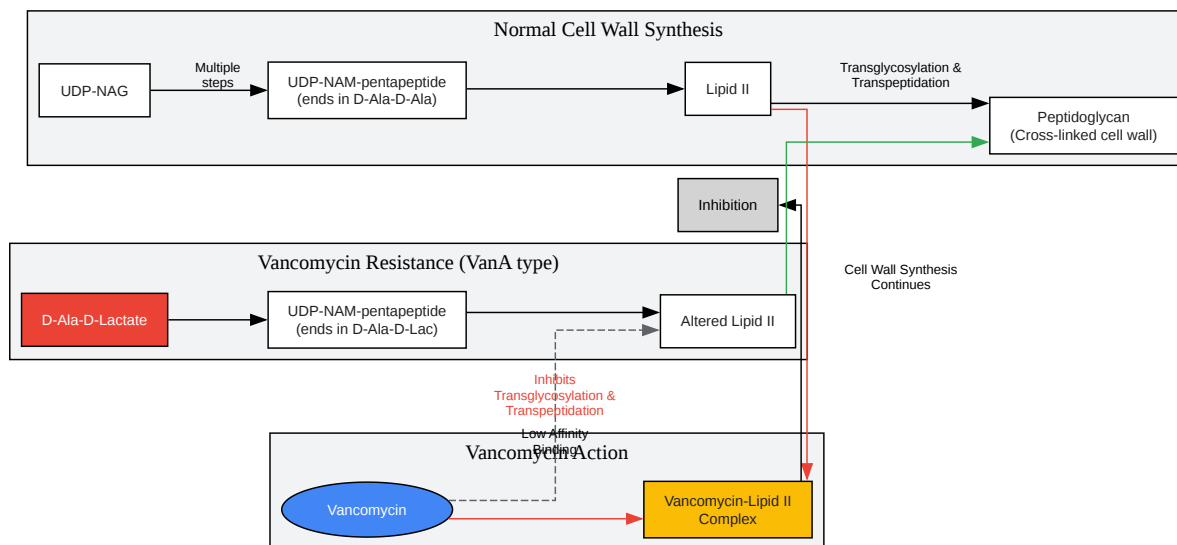 Normal Cell Wall Synthesis
UDP-NAG
Multiple
steps
UDP-NAM-pentapeptide
(ends in D-Ala-D-Ala)
Lipid II
Transglycosylation &
Transpeptidation
Peptidoglycan
(Cross-linked cell wall)
Inhibition
Vancomycin Resistance (VanA type)
Cell Wall Synthesis
Continues
D-Ala-D-Lactate
UDP-NAM-pentapeptide
(ends in D-Ala-D-Lac)
Altered Lipid II
Inhibits
Transglycosylation &
Transpeptidation
Low Affinity
Binding
Vancomycin Action
Vancomycin
Vancomycin-Lipid II
Complex